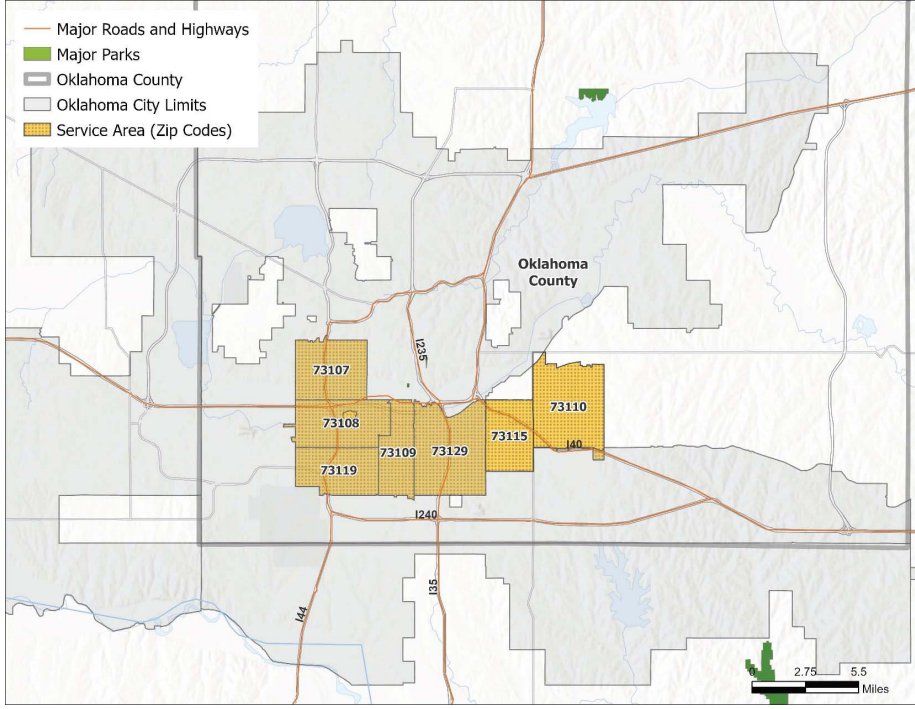 Major Roads and Highways
Major Parks
Oklahoma County
Oklahoma City Limits
Service Area (Zip Codes)
Oklahoma
County
I235
73107
73110
73108
73115
73109
73129
I40
73119
I240
I44
I35
0 2.75 5.5
Miles